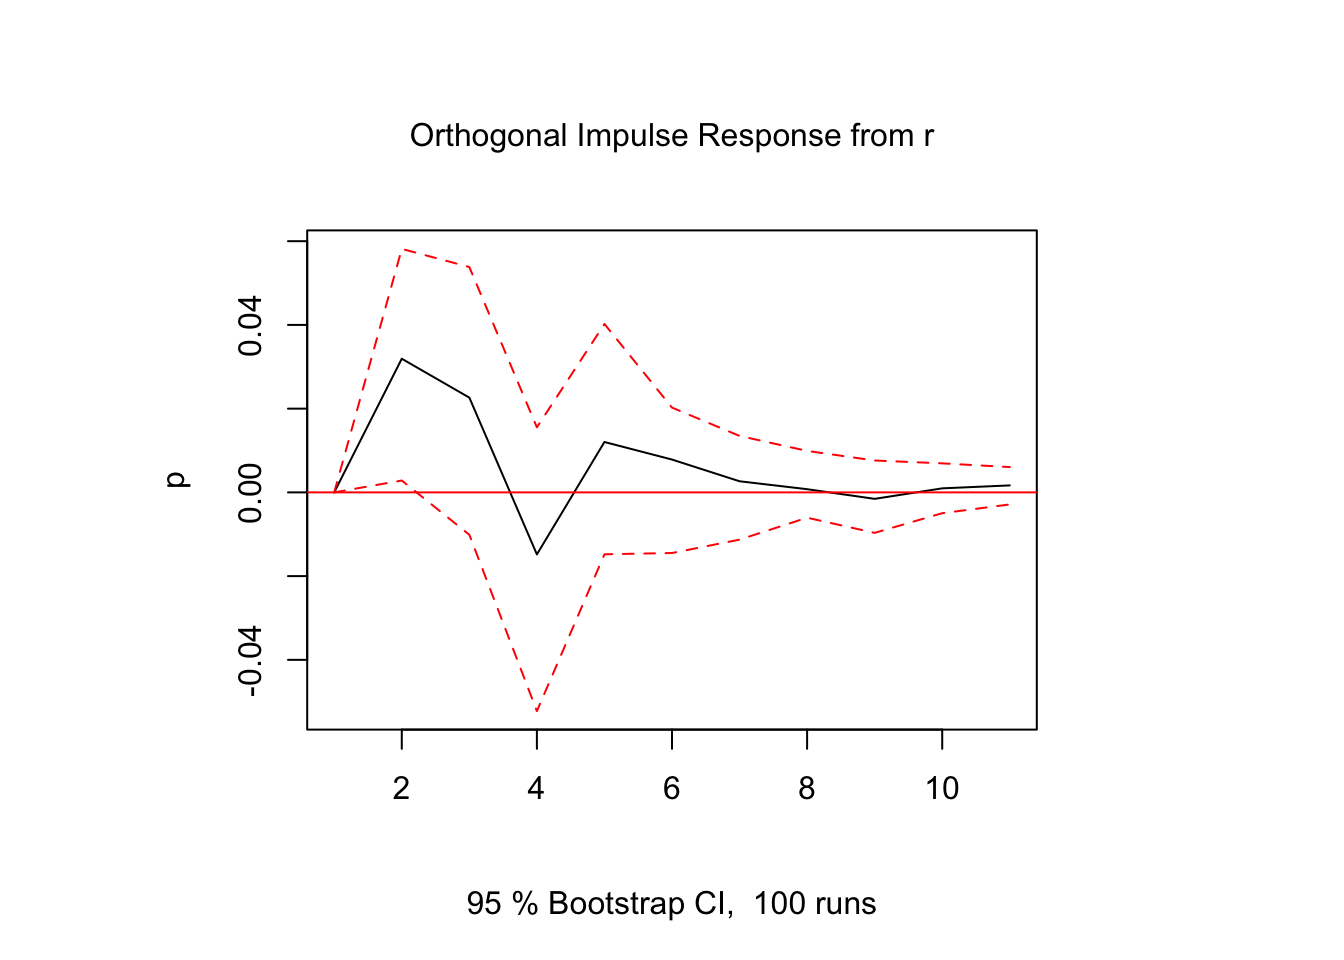 Orthogonal Impulse Response from r
p
0.04
0.00
-0.04
2 4 6 8 10
95 % Bootstrap CI,  100 runs